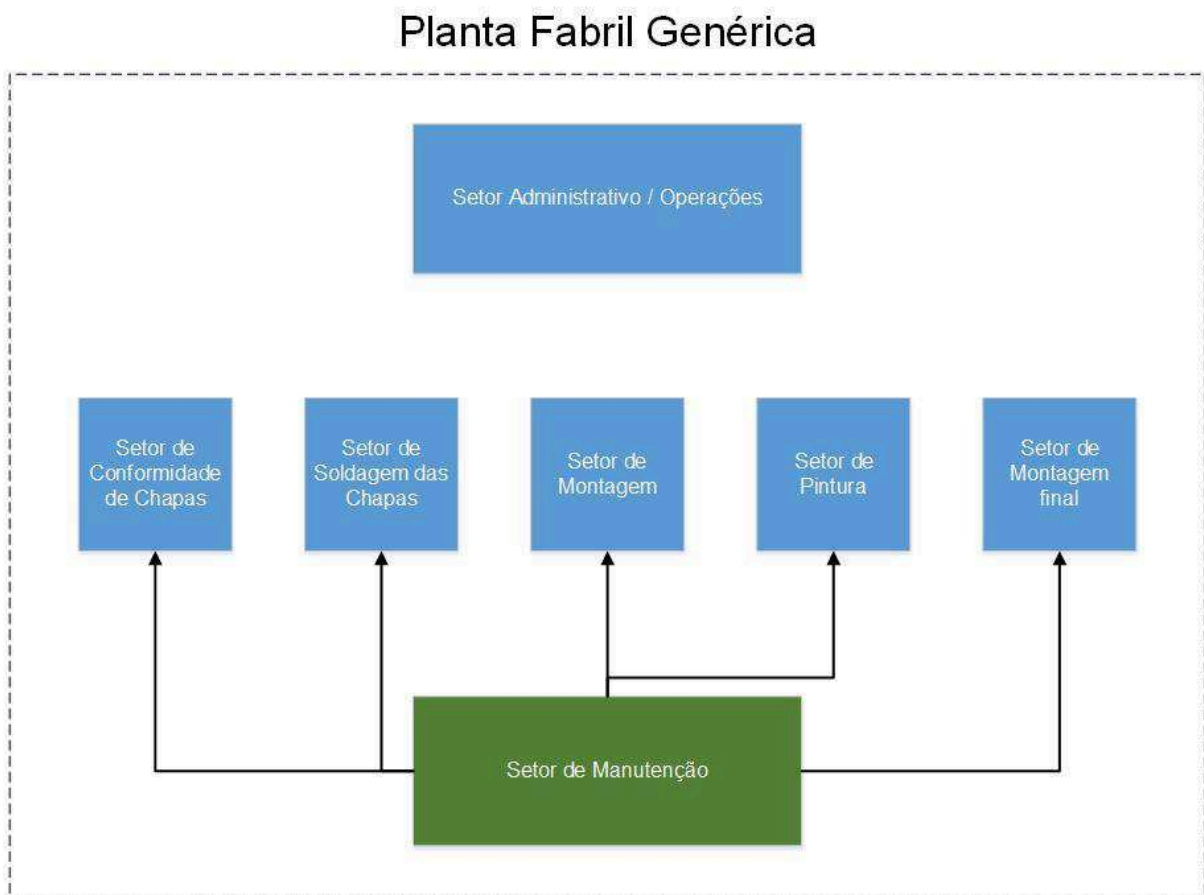 Planta Fabril Genérica
Setor Administrativo / Operações
Setor de
Conformidade
de Chapas
Setor de
Soldagem das
Chapas
Setor de
Montagem
Setor de
Pintura
Setor de
Montagem
final
Setor de Manutenção